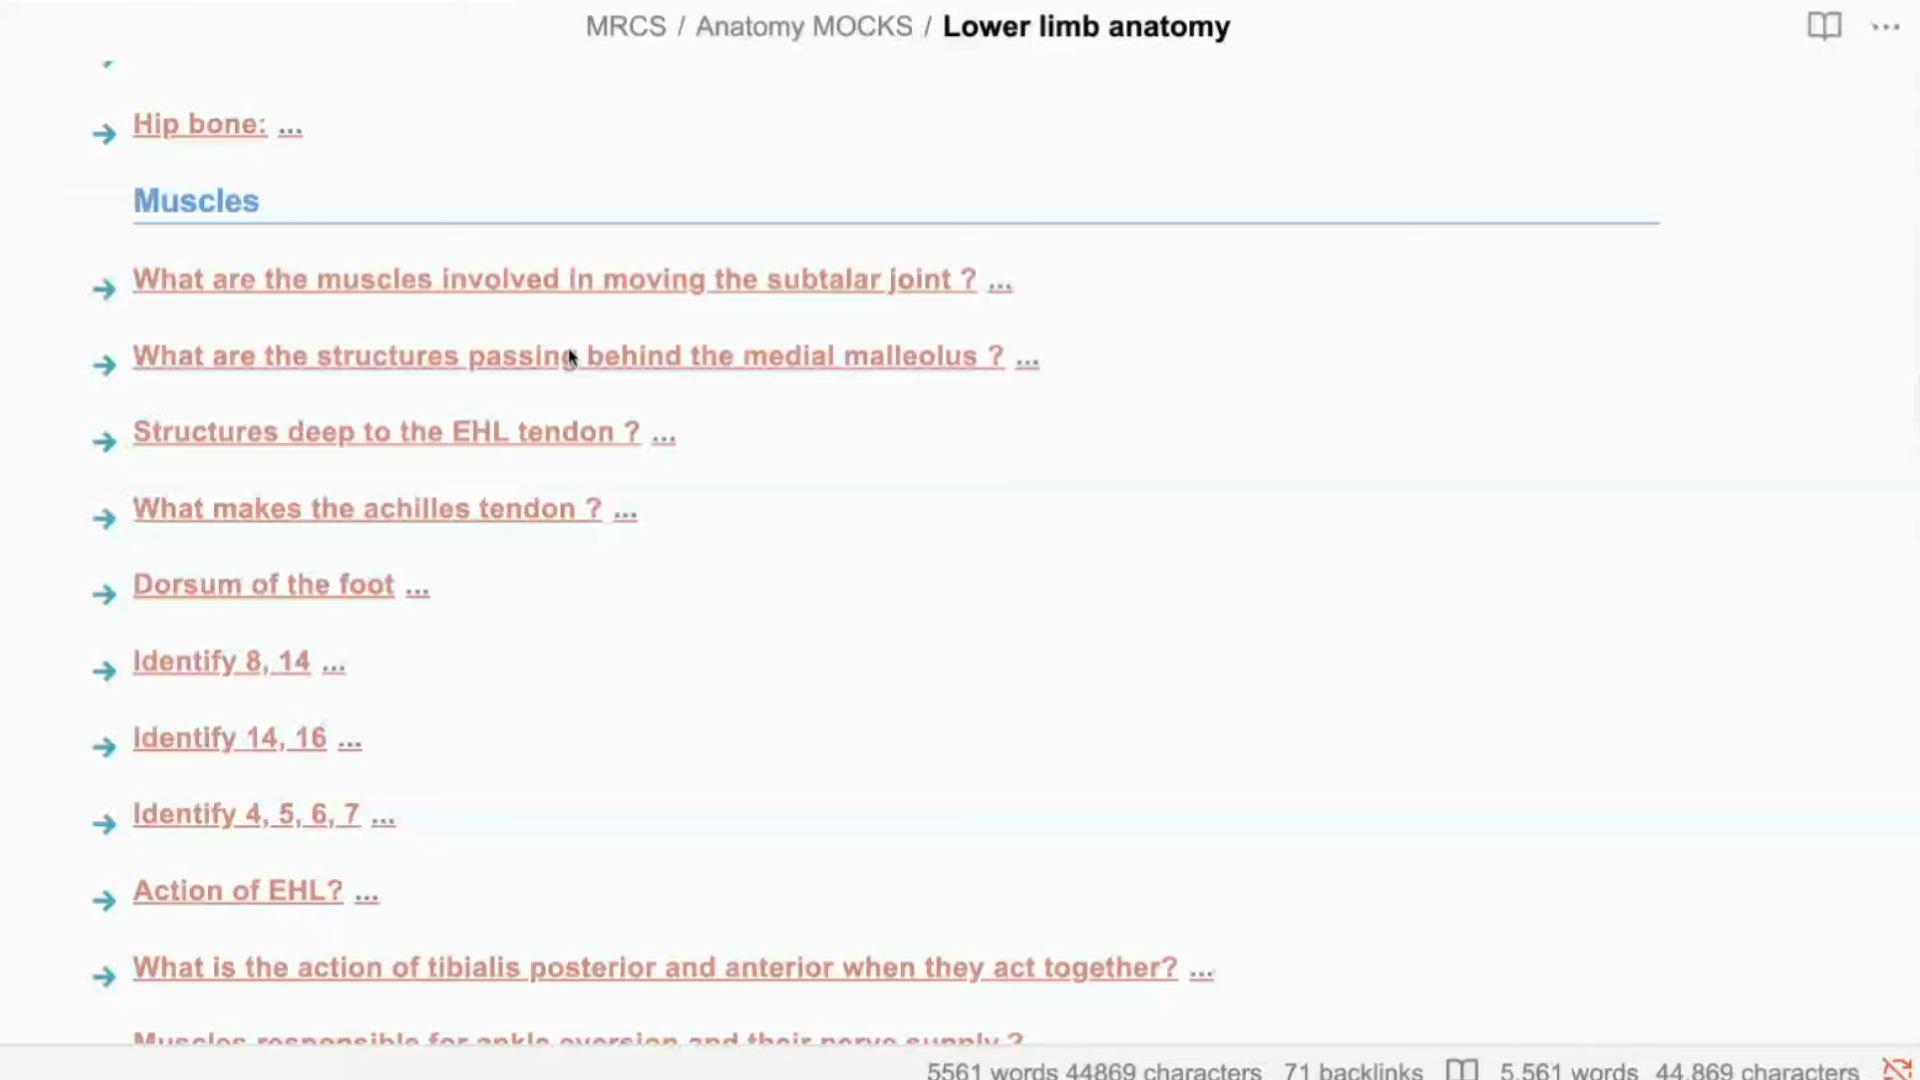 MRCS / Anatomy MOCKS / Lower limb anatomy
Hip bone: ...
Muscles
What are the muscles involved in moving the subtalar joint ? ...
What are the structures passing behind the medial malleolus ? ...
Structures deep to the EHL tendon ? ...
What makes the achilles tendon ? ...
Dorsum of the foot ...
Identify 8, 14 ...
Identify 14, 16 ...
Identify 4, 5, 6, 7 ...
Action of EHL? ...
What is the action of tibialis posterior and anterior when they act together? ...
Muscles responsible for ankle eversion and their nerve supply ?
5561 words 44869 characters 71 backlinks 5,561 words 44,869 characters